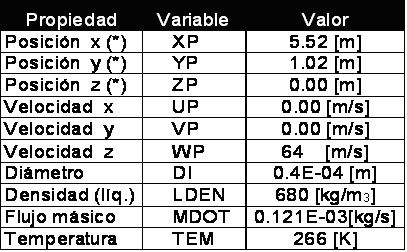 Propiedad Variable Valor
Posición x (*) XP 5.52 [m]
Posición y (*) YP 1.02 [m]
Posición z (*) ZP 0.00 [m]
Velocidad x UP 0.00 [m/s]
Velocidad y VP 0.00 [m/s]
Velocidad z WP 64 [m/s]
Diámetro DI 0.4E-04 [m]
Densidad (líq.) LDEN 680 [kg/m3]
Flujo másico MDOT 0.121E-03[kg/s]
Temperatura TEM 266 [K]